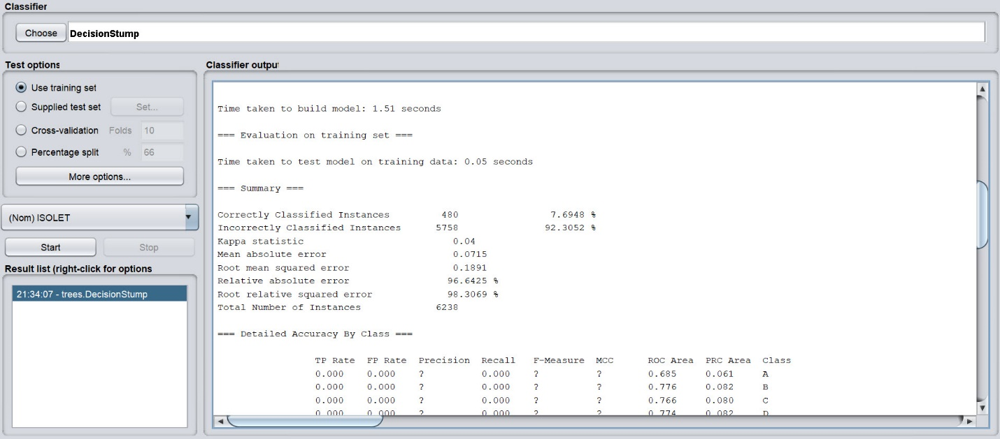 Classifier
Choose DecisionStump
Test options
Use training set
Supplied test set Set...
Cross-validation Folds 10
Percentage split % 66
More options...
(Nom) ISOLET
Start Stop
Result list (right-click for options
21:34:07 - trees.DecisionStump
Classifier output
Time taken to build model: 1.51 seconds
=== Evaluation on training set ===
Time taken to test model on training data: 0.05 seconds
=== Summary ===
Correctly Classified Instances 480 7.6948 %
Incorrectly Classified Instances 5758 92.3052 %
Kappa statistic 0.04
Mean absolute error 0.0715
Root mean squared error 0.1891
Relative absolute error 96.6425 %
Root relative squared error 98.3069 %
Total Number of Instances 6238
=== Detailed Accuracy By Class ===
TP Rate FP Rate Precision Recall F-Measure MCC ROC Area PRC Area Class
0.000 0.000 ? 0.000 ? ? 0.685 0.061 A
0.000 0.000 ? 0.000 ? ? 0.776 0.082 B
0.000 0.000 ? 0.000 ? ? 0.766 0.080 C
0.000 0.000 ? 0.000 ? ? 0.774 0.082 D